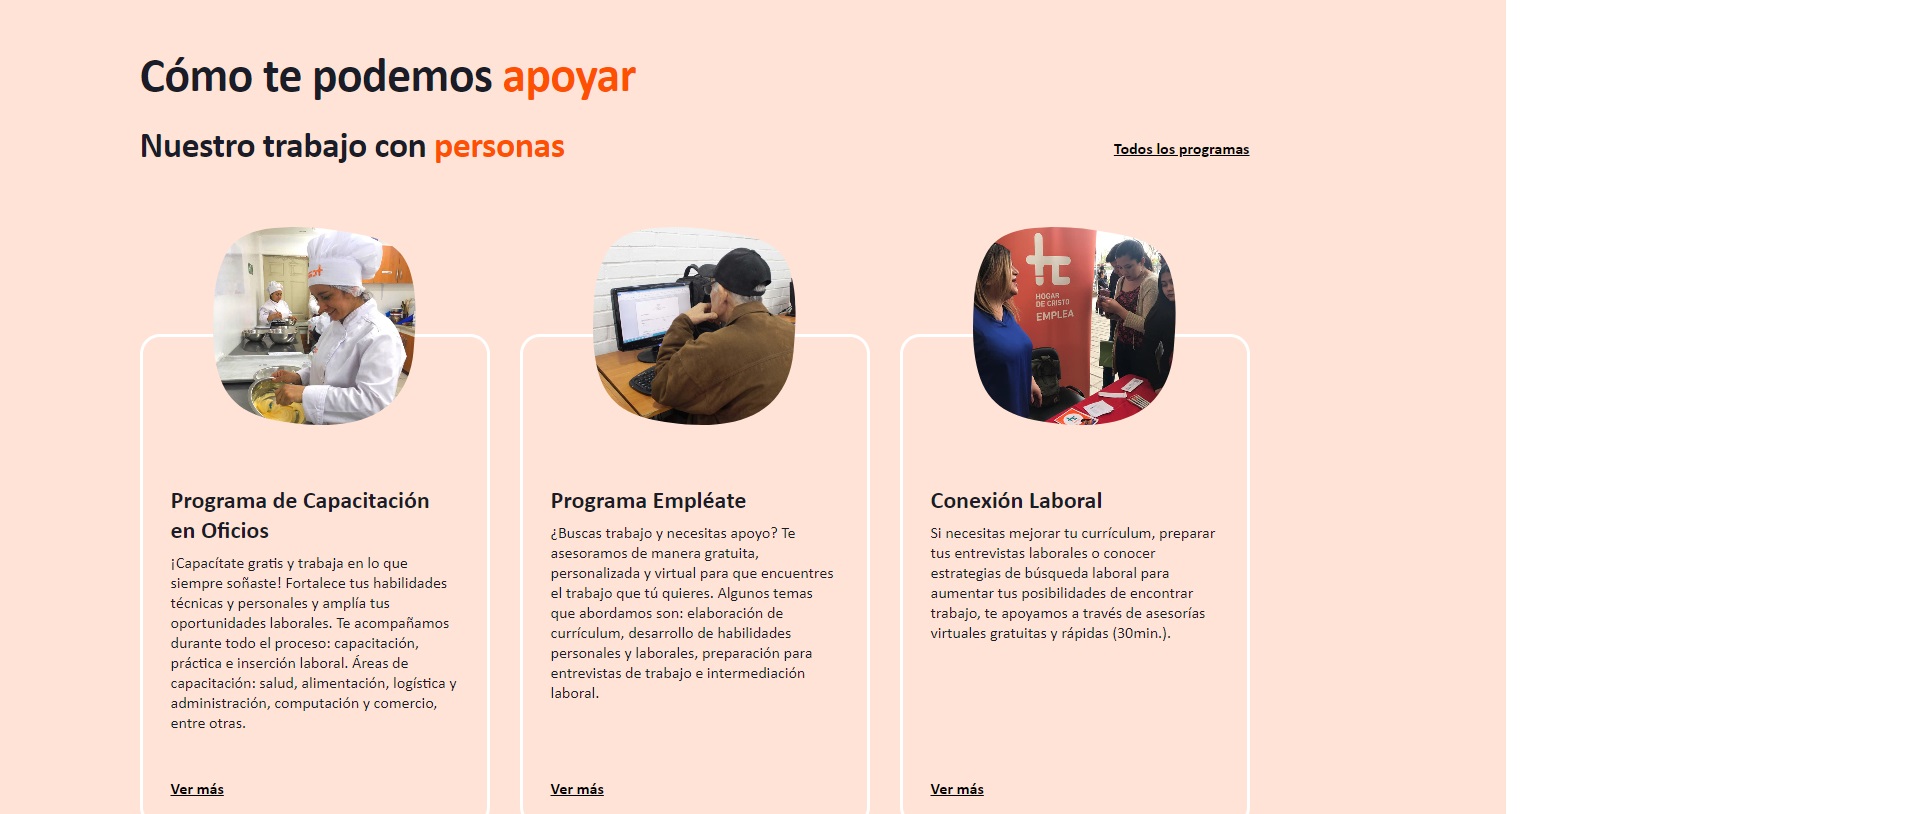 Cómo te podemos apoyar
Nuestro trabajo con personas
Todos los programas
HOGAR
DE CRISTO
EMPLEA
Programa de Capacitación
en Oficios
¡Capacítate gratis y trabaja en lo que
siempre soñaste! Fortalece tus habilidades
técnicas y personales y amplía tus
oportunidades laborales. Te acompañamos
durante todo el proceso: capacitación,
práctica e inserción laboral. Áreas de
capacitación: salud, alimentación, logística y
administración, computación y comercio,
entre otras.
Ver más
Programa Empléate
¿Buscas trabajo y necesitas apoyo? Te
asesoramos de manera gratuita,
personalizada y virtual para que encuentres
el trabajo que tú quieres. Algunos temas
que abordamos son: elaboración de
currículum, desarrollo de habilidades
personales y laborales, preparación para
entrevistas de trabajo e intermediación
laboral.
Ver más
Conexión Laboral
Si necesitas mejorar tu currículum, preparar
tus entrevistas laborales o conocer
estrategias de búsqueda laboral para
aumentar tus posibilidades de encontrar
trabajo, te apoyamos a través de asesorías
virtuales gratuitas y rápidas (30min.).
Ver más